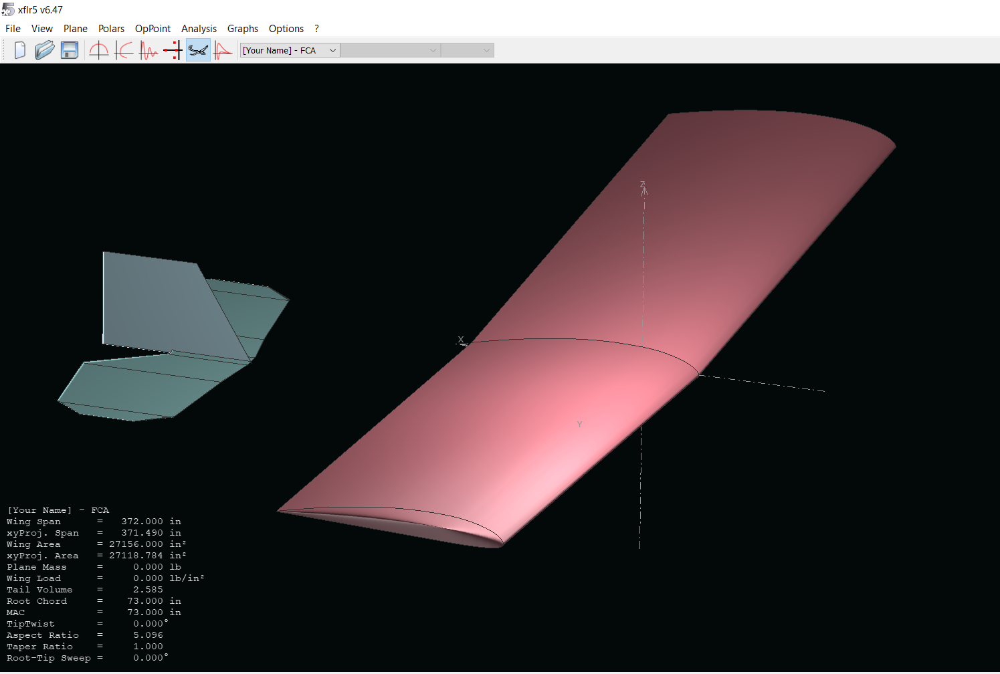 xflr5 v6.47
File View Plane Polars OpPoint Analysis Graphs Options ?
[Your Name] - FCA
Z
X
Y
[Your Name] - FCA
Wing Span = 372.000 in
xyProj. Span = 371.490 in
Wing Area = 27156.000 in²
xyProj. Area = 27118.784 in²
Plane Mass = 0.000 lb
Wing Load = 0.000 lb/in²
Tail Volume = 2.585
Root Chord = 73.000 in
MAC = 73.000 in
TipTwist = 0.000°
Aspect Ratio = 5.096
Taper Ratio = 1.000
Root-Tip Sweep = 0.000°